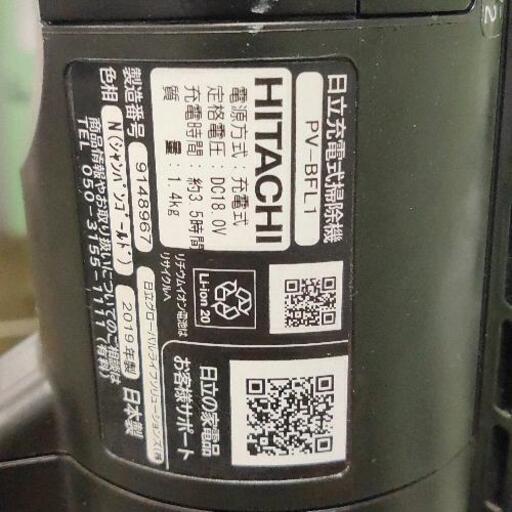 日立充電式掃除機
PV-BFL1
HITACHI
電源方式：充電式
定格電圧：DC18.0V
充電時間：約3.5時間
質　　量：1.4kg
Li-ion 20
リチウムイオン電池は
リサイクルへ
日立の家電品
お客様サポート
製造番号 9148967
色相 N(シャンパンゴールド)
日立グローバルライフソリューションズ(株)
2019年製
日本製
商品情報やお取り扱いについてのご相談は
TEL 050-3155-1111(有料)
2